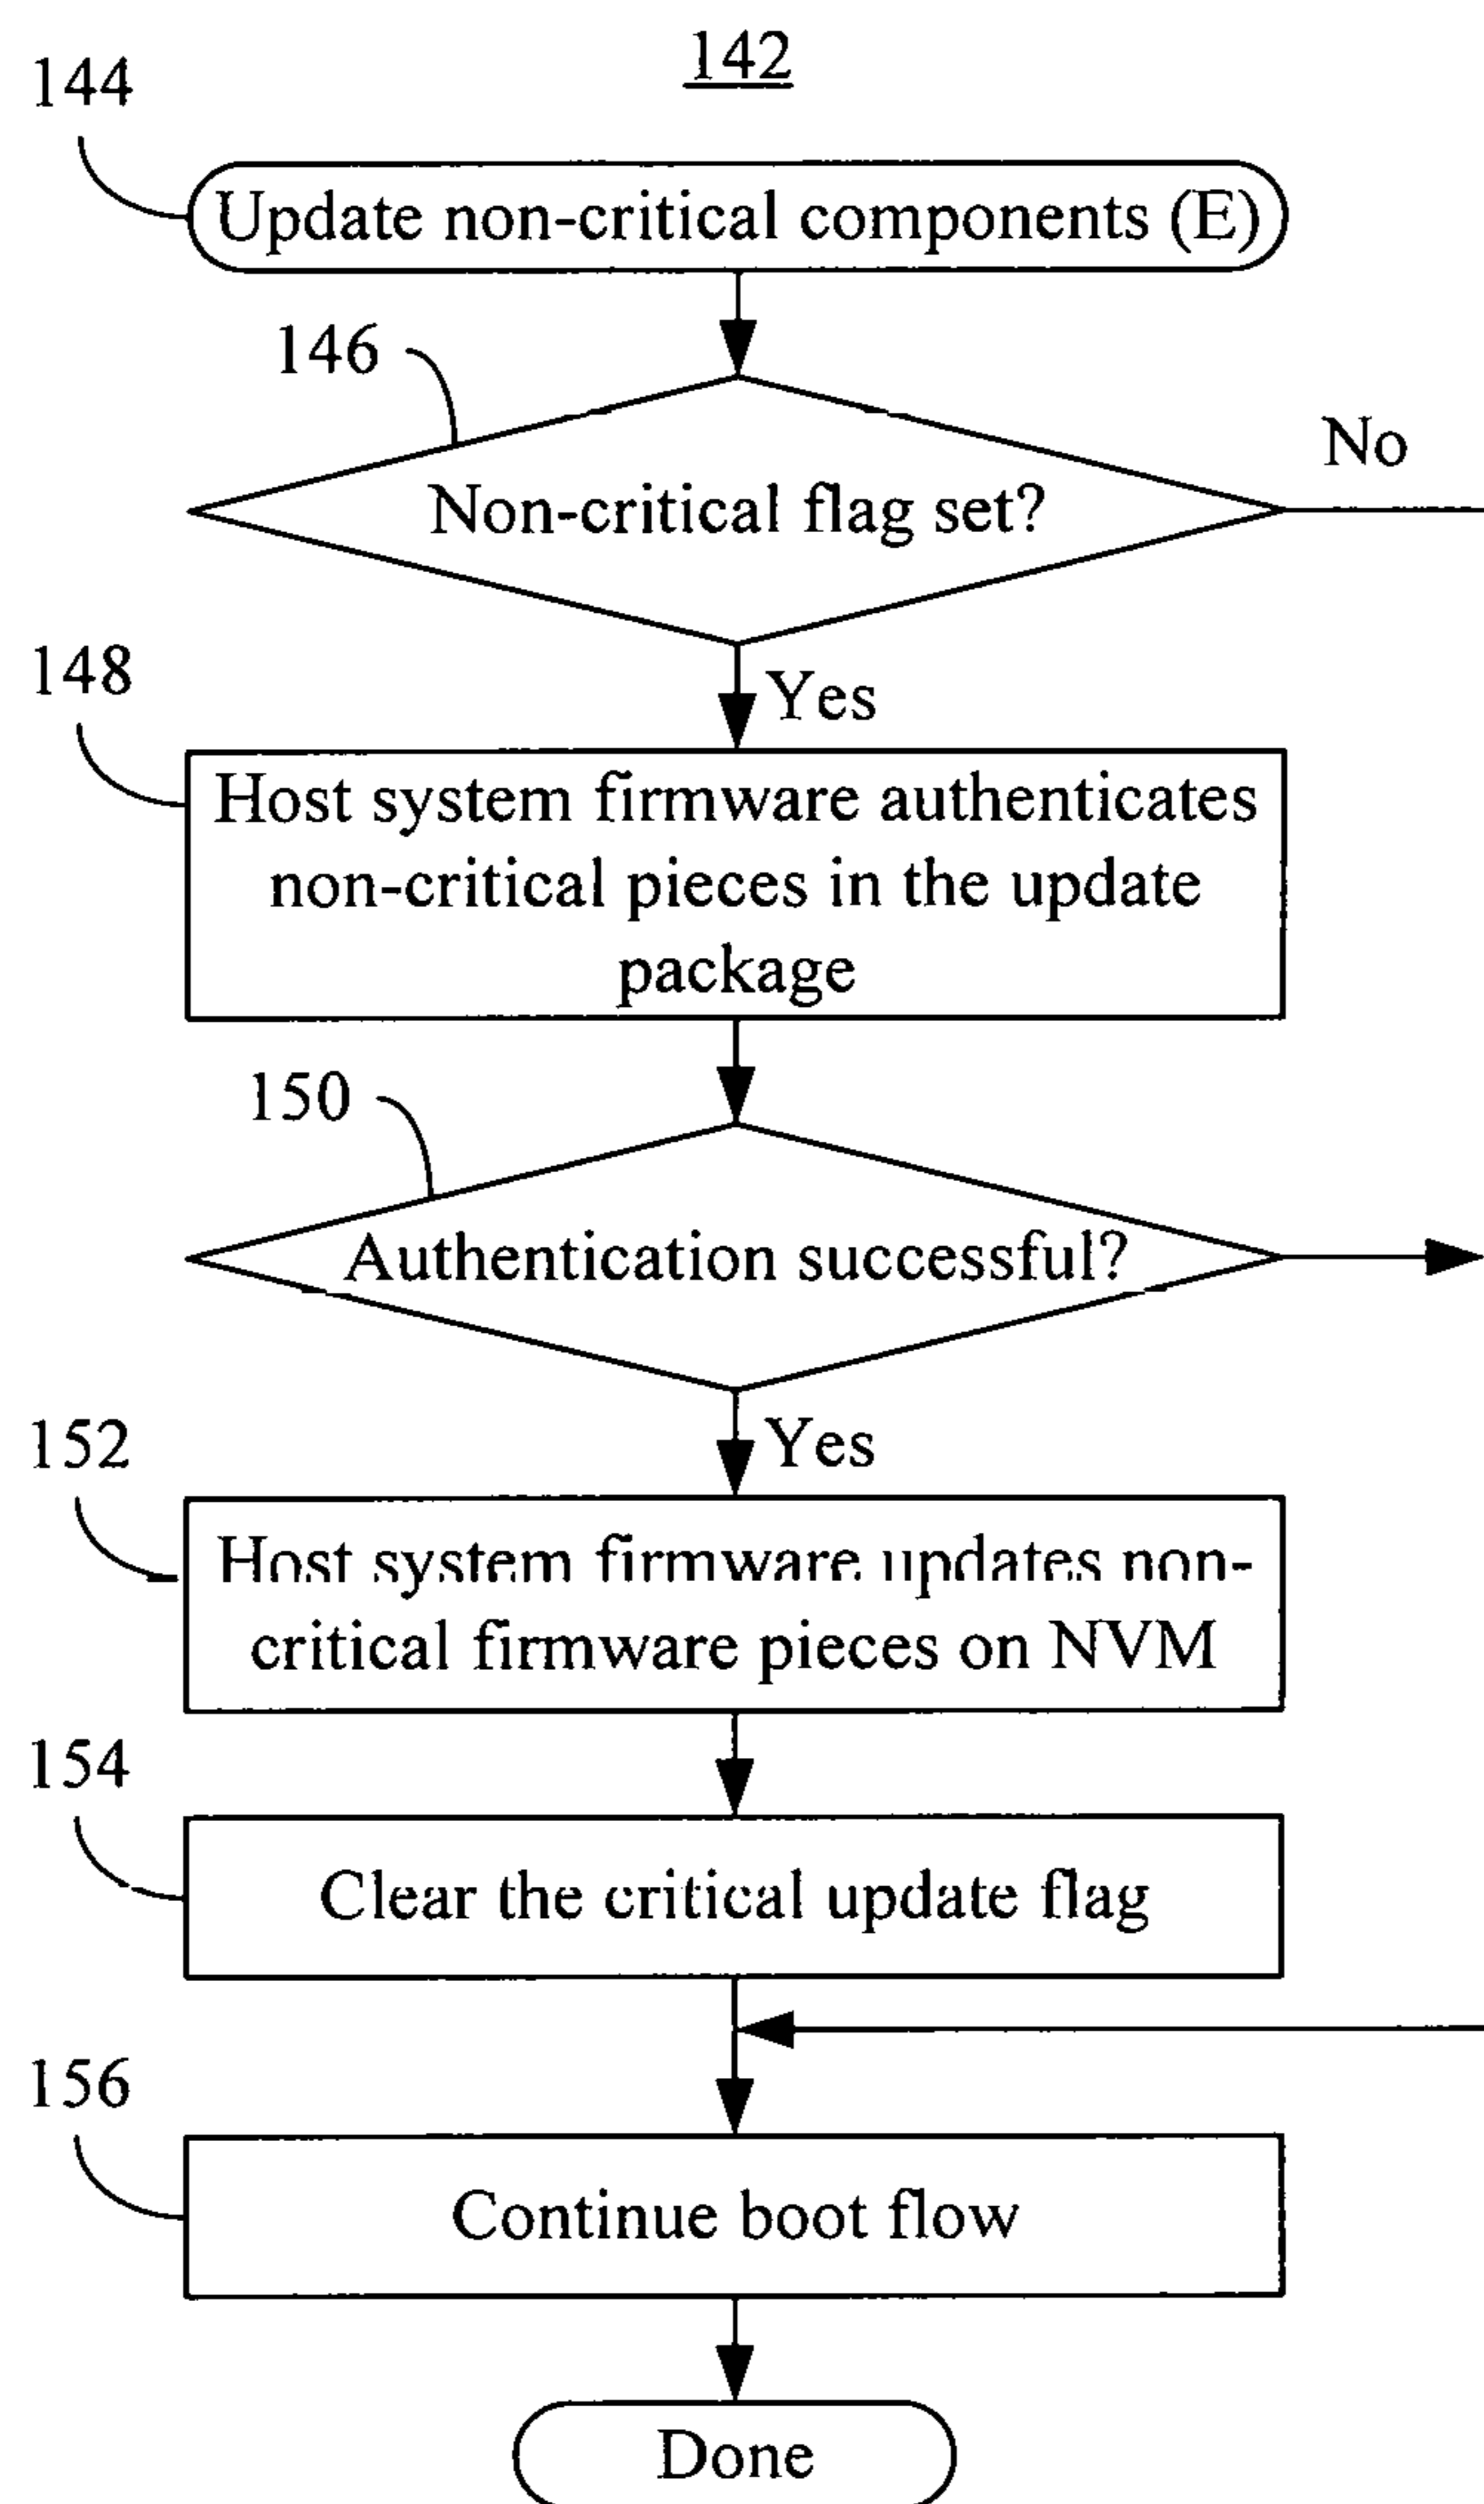 142
144
Update non-critical components (E)
146
No
Non-critical flag set?
148
Yes
Host system firmware authenticates
non-critical pieces in the update
package
150
Authentication successful?
152
Yes
Host system firmware updates non-
critical firmware pieces on NVM
154
Clear the critical update flag
156
Continue boot flow
Done